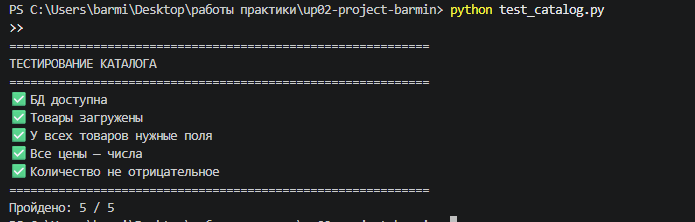 PS C:\Users\barmi\Desktop\работы практики\up02-project-barmin> python test_catalog.py
>>
============================================================
ТЕСТИРОВАНИЕ КАТАЛОГА
============================================================
✅ БД доступна
✅ Товары загружены
✅ У всех товаров нужные поля
✅ Все цены — числа
✅ Количество не отрицательное
============================================================
Пройдено: 5 / 5